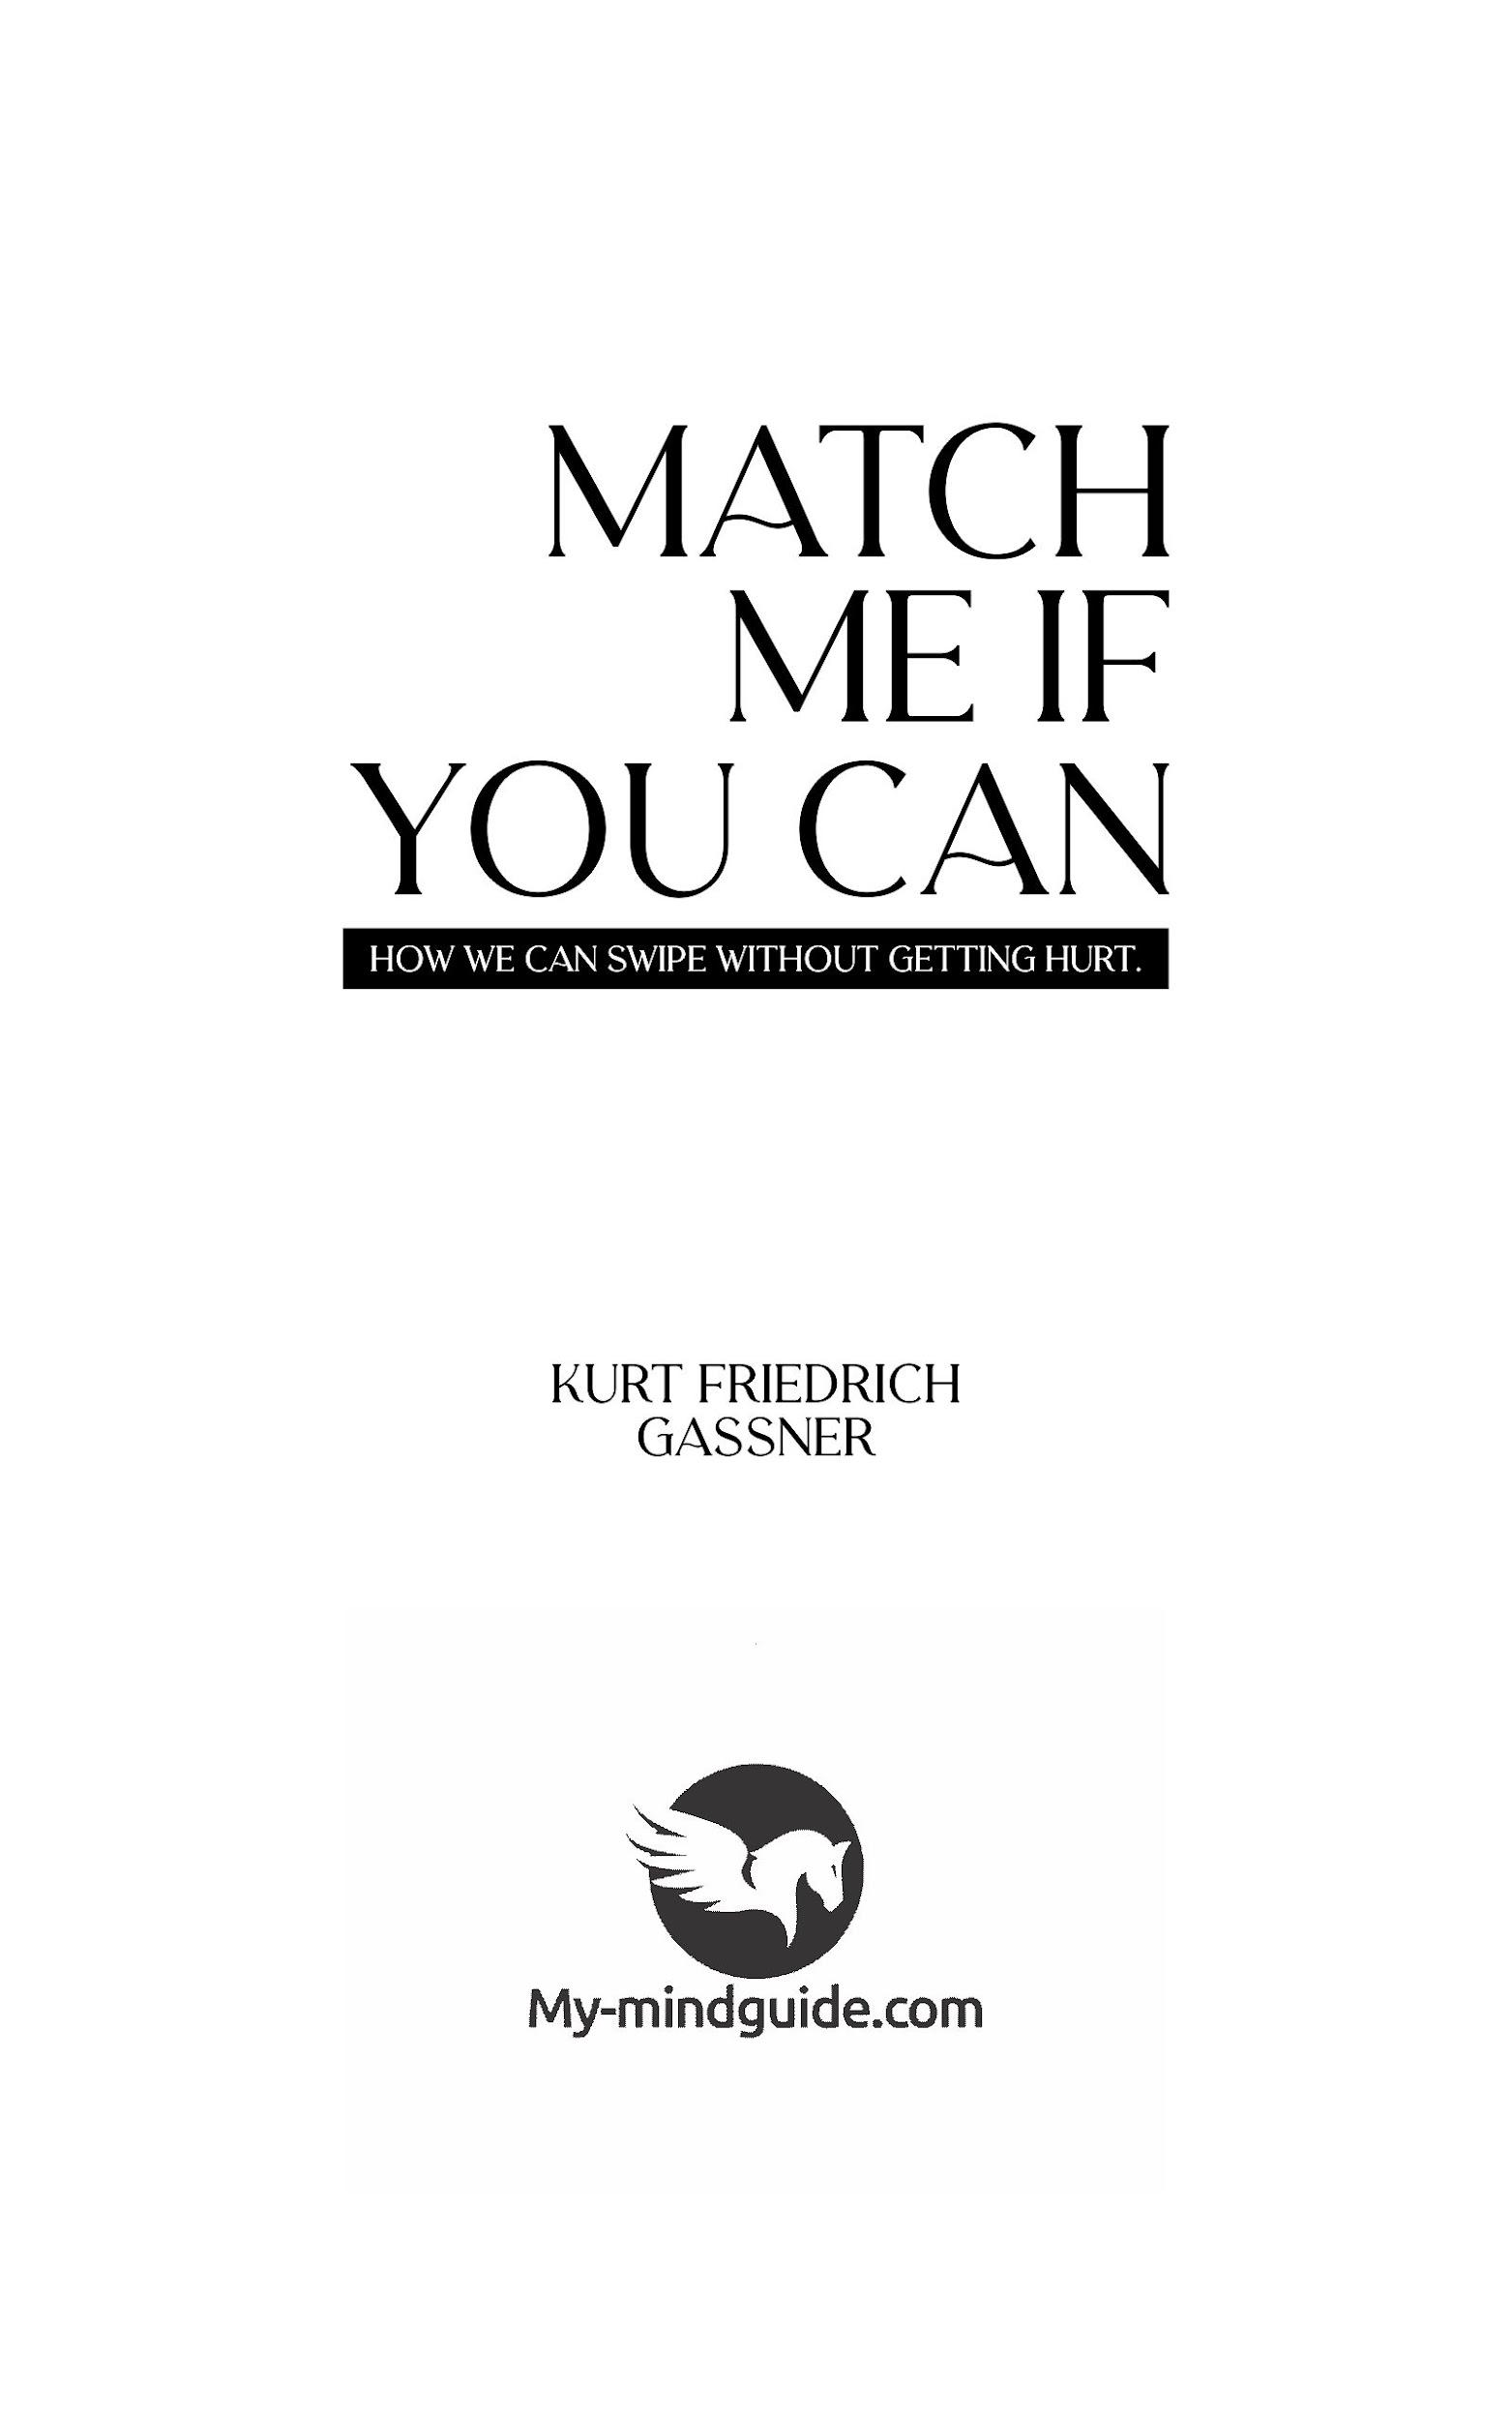 MATCH
ME IF
YOU CAN
HOW WE CAN SWIPE WITHOUT GETTING HURT.
KURT FRIEDRICH
GASSNER
My-mindguide.com